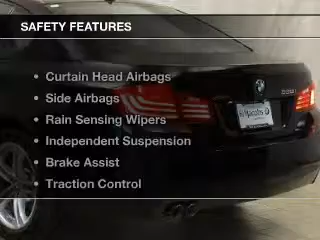 SAFETY FEATURES
• Curtain Head Airbags
• Side Airbags
• Rain Sensing Wipers
• Independent Suspension
• Brake Assist
• Traction Control